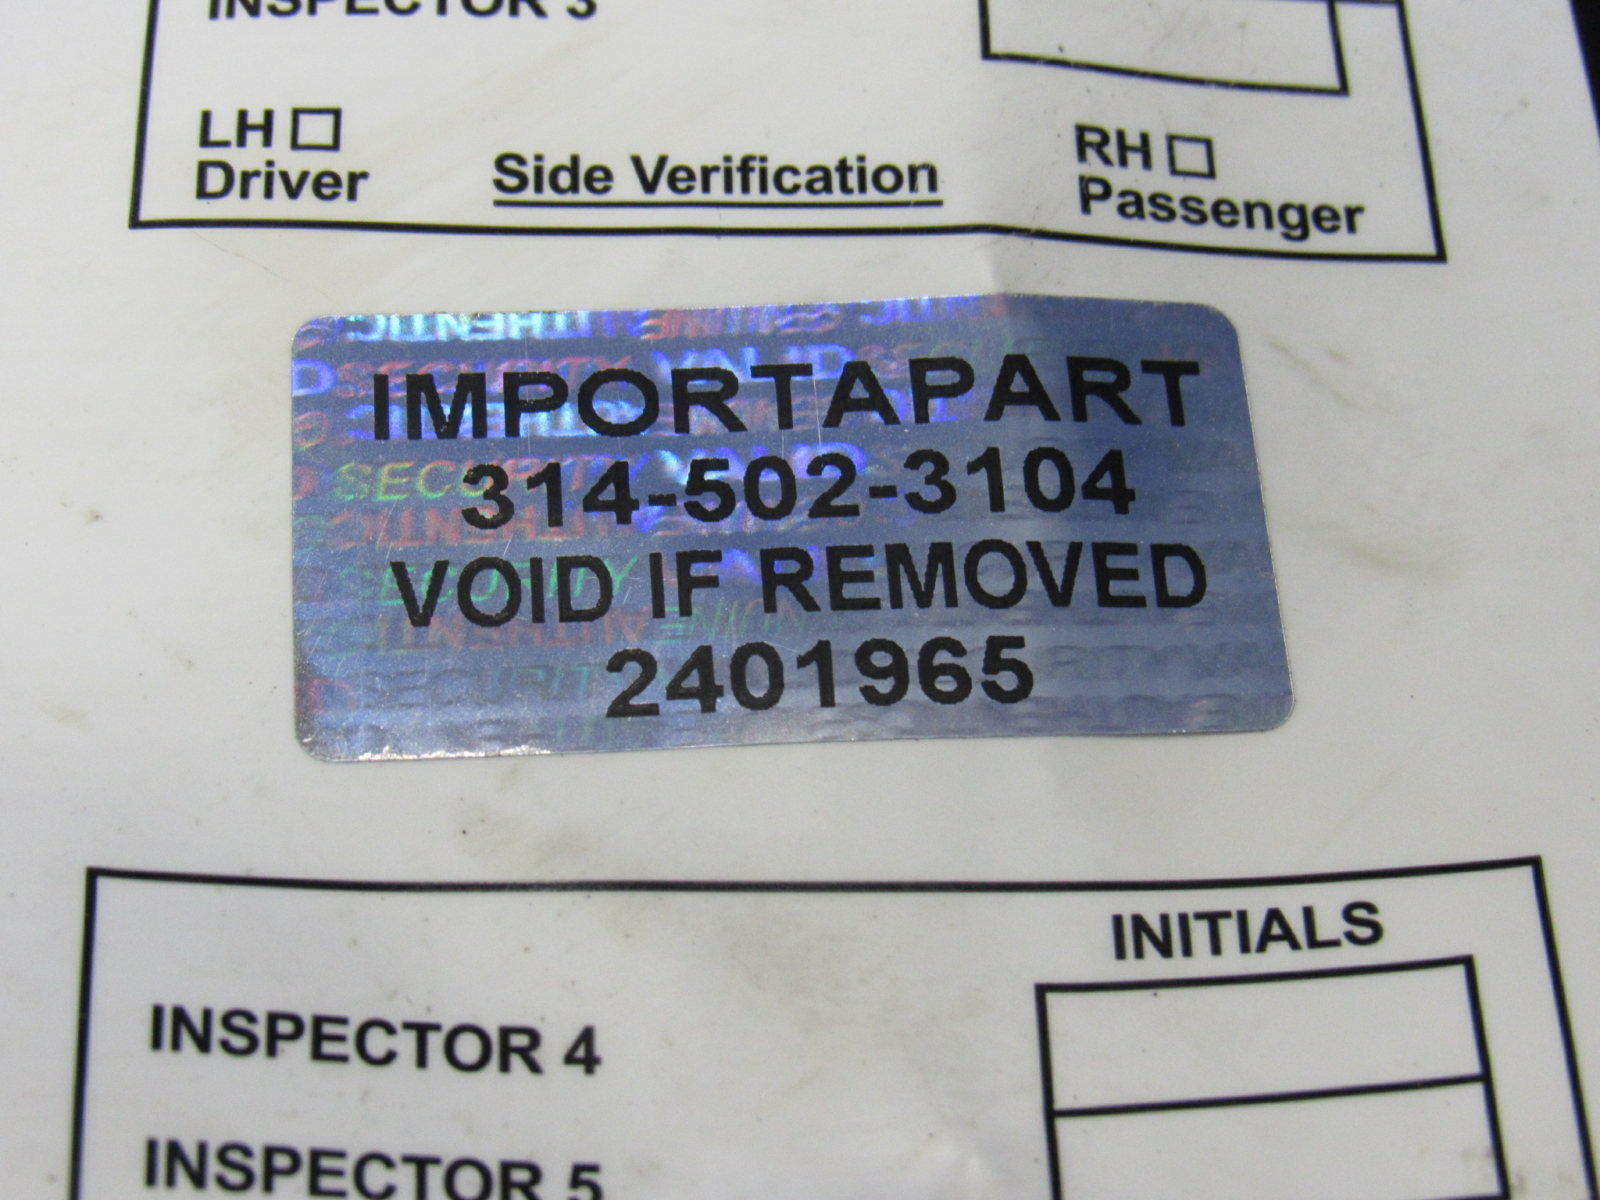 INSPECTOR 3
LH
Driver
Side Verification
RH
Passenger
IMPORTAPART
314-502-3104
VOID IF REMOVED
2401965
INITIALS
INSPECTOR 4
INSPECTOR 5